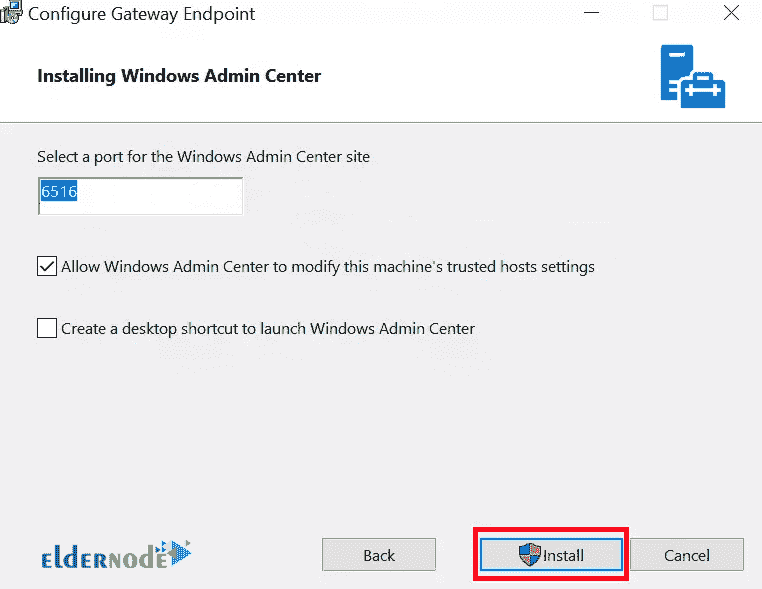 Configure Gateway Endpoint
Installing Windows Admin Center
Select a port for the Windows Admin Center site
6516
Allow Windows Admin Center to modify this machine's trusted hosts settings
Create a desktop shortcut to launch Windows Admin Center
eldernode
Back
Install
Cancel